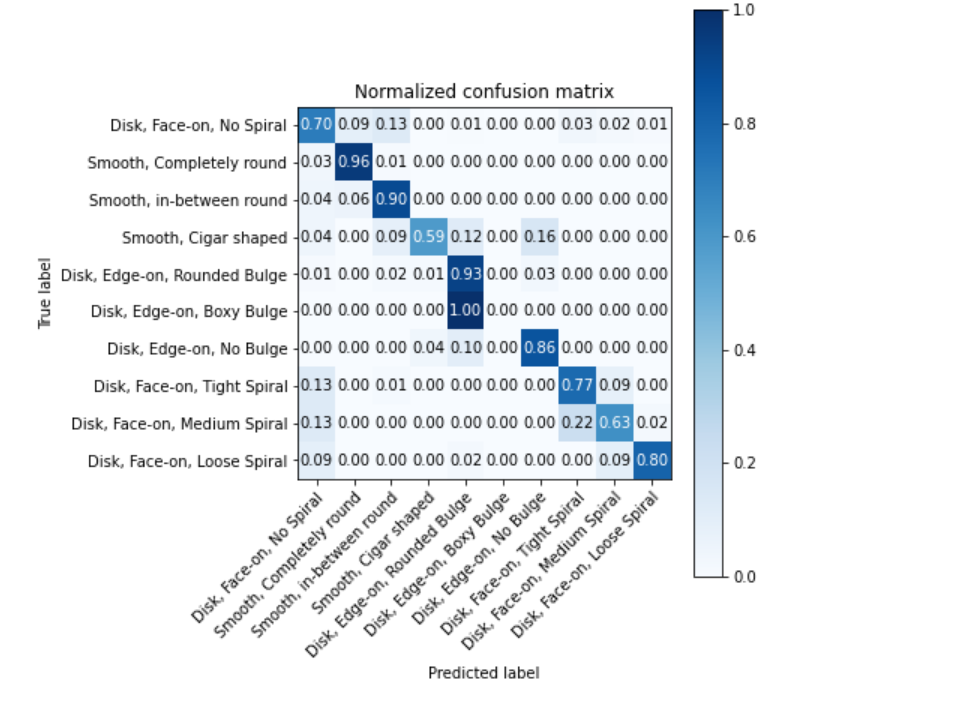 Normalized confusion matrix
1.0
0.8
0.6
0.4
0.2
0.0
True label
Disk, Face-on, No Spiral 0.70 0.09 0.13 0.00 0.01 0.00 0.00 0.03 0.02 0.01
Smooth, Completely round 0.03 0.96 0.01 0.00 0.00 0.00 0.00 0.00 0.00 0.00
Smooth, in-between round 0.04 0.06 0.90 0.00 0.00 0.00 0.00 0.00 0.00 0.00
Smooth, Cigar shaped 0.04 0.00 0.09 0.59 0.12 0.00 0.16 0.00 0.00 0.00
Disk, Edge-on, Rounded Bulge 0.01 0.00 0.02 0.01 0.93 0.00 0.03 0.00 0.00 0.00
Disk, Edge-on, Boxy Bulge 0.00 0.00 0.00 0.00 1.00 0.00 0.00 0.00 0.00 0.00
Disk, Edge-on, No Bulge 0.00 0.00 0.00 0.04 0.10 0.00 0.86 0.00 0.00 0.00
Disk, Face-on, Tight Spiral 0.13 0.00 0.01 0.00 0.00 0.00 0.00 0.77 0.09 0.00
Disk, Face-on, Medium Spiral 0.13 0.00 0.00 0.00 0.00 0.00 0.00 0.22 0.63 0.02
Disk, Face-on, Loose Spiral 0.09 0.00 0.00 0.00 0.02 0.00 0.00 0.00 0.09 0.80
Disk, Face-on, No Spiral
Smooth, Completely round
Smooth, in-between round
Smooth, Cigar shaped
Disk, Edge-on, Rounded Bulge
Disk, Edge-on, Boxy Bulge
Disk, Edge-on, No Bulge
Disk, Face-on, Tight Spiral
Disk, Face-on, Medium Spiral
Disk, Face-on, Loose Spiral
Predicted label